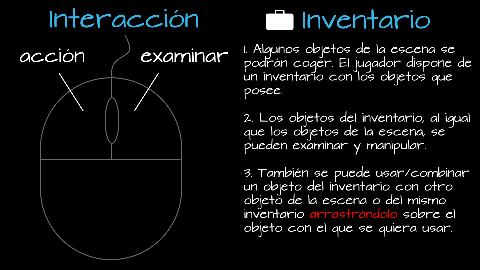 Interacción
acción
examinar
Inventario
1. Algunos objetos de la escena se
podrán coger. El jugador dispone de
un inventario con los objetos que
posee.
2. Los objetos del inventario, al igual
que los objetos de la escena, se
pueden examinar y manipular.
3. También se puede usar/combinar
un objeto del inventario con otro
objeto de la escena o del mismo
inventario arrastrándolo sobre el
objeto con el que se quiera usar.